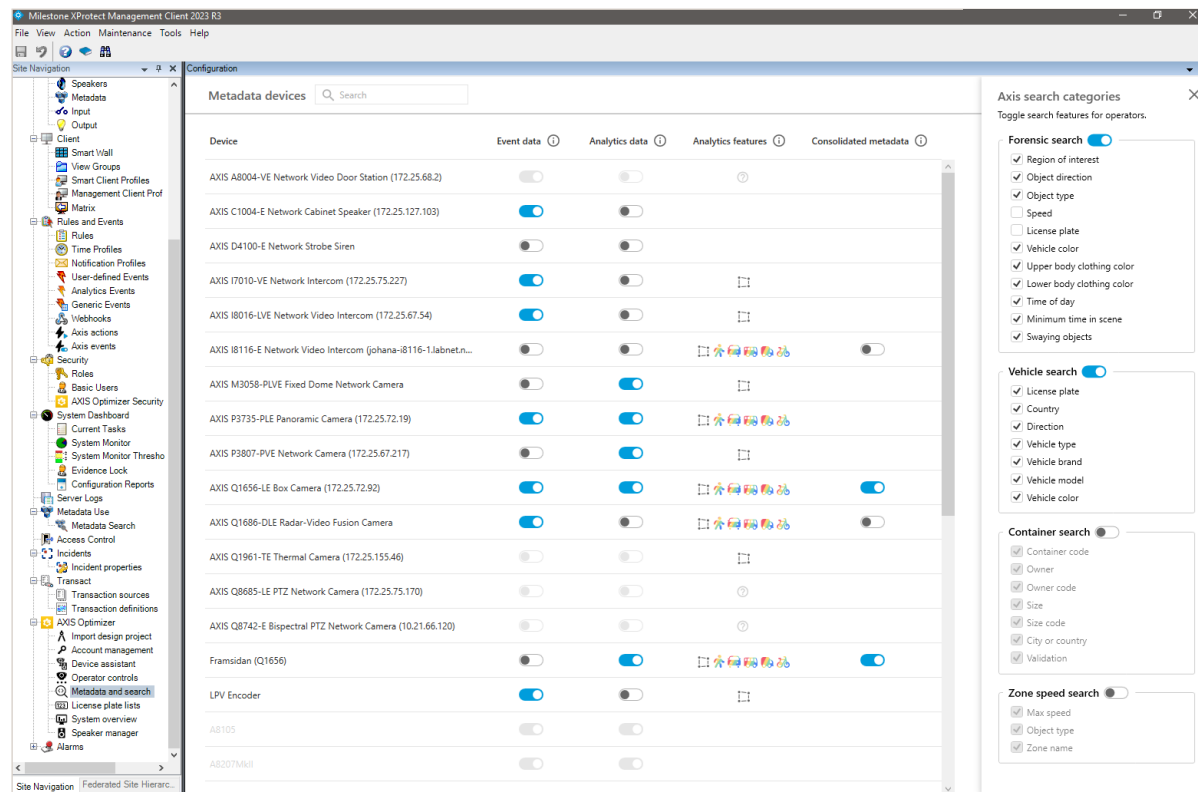 Milestone XProtect Management Client 2023 R3
File View Action Maintenance Tools Help
Site Navigation
Speakers
Metadata
Input
Output
Client
Smart Wall
View Groups
Smart Client Profiles
Management Client Prof
Matrix
Rules and Events
Rules
Time Profiles
Notification Profiles
User-defined Events
Analytics Events
Generic Events
Webhooks
Axis actions
Axis events
Security
Roles
Basic Users
AXIS Optimizer Security
System Dashboard
Current Tasks
System Monitor
System Monitor Thresho
Evidence Lock
Configuration Reports
Server Logs
Metadata Use
Metadata Search
Access Control
Incidents
Incident properties
Transact
Transaction sources
Transaction definitions
AXIS Optimizer
Import design project
Account management
Device assistant
Operator controls
Metadata and search
License plate lists
System overview
Speaker manager
Alarms
Site Navigation Federated Site Hierarc...
Configuration
Metadata devices Search
Device Event data Analytics data Analytics features Consolidated metadata
AXIS A8004-VE Network Video Door Station (172.25.68.2)
AXIS C1004-E Network Cabinet Speaker (172.25.127.103)
AXIS D4100-E Network Strobe Siren
AXIS I7010-VE Network Intercom (172.25.75.227)
AXIS I8016-LVE Network Video Intercom (172.25.67.54)
AXIS I8116-E Network Video Intercom (johana-i8116-1.labnet.n...
AXIS M3058-PLVE Fixed Dome Network Camera
AXIS P3735-PLE Panoramic Camera (172.25.72.19)
AXIS P3807-PVE Network Camera (172.25.67.217)
AXIS Q1656-LE Box Camera (172.25.72.92)
AXIS Q1686-DLE Radar-Video Fusion Camera
AXIS Q1961-TE Thermal Camera (172.25.155.46)
AXIS Q8685-LE PTZ Network Camera (172.25.75.170)
AXIS Q8742-E Bispectral PTZ Network Camera (10.21.66.120)
Framsidan (Q1656)
LPV Encoder
A8105
A8207MkII
Axis search categories
Toggle search features for operators.
Forensic search
Region of interest
Object direction
Object type
Speed
License plate
Vehicle color
Upper body clothing color
Lower body clothing color
Time of day
Minimum time in scene
Swaying objects
Vehicle search
License plate
Country
Direction
Vehicle type
Vehicle brand
Vehicle model
Vehicle color
Container search
Container code
Owner
Owner code
Size
Size code
City or country
Validation
Zone speed search
Max speed
Object type
Zone name